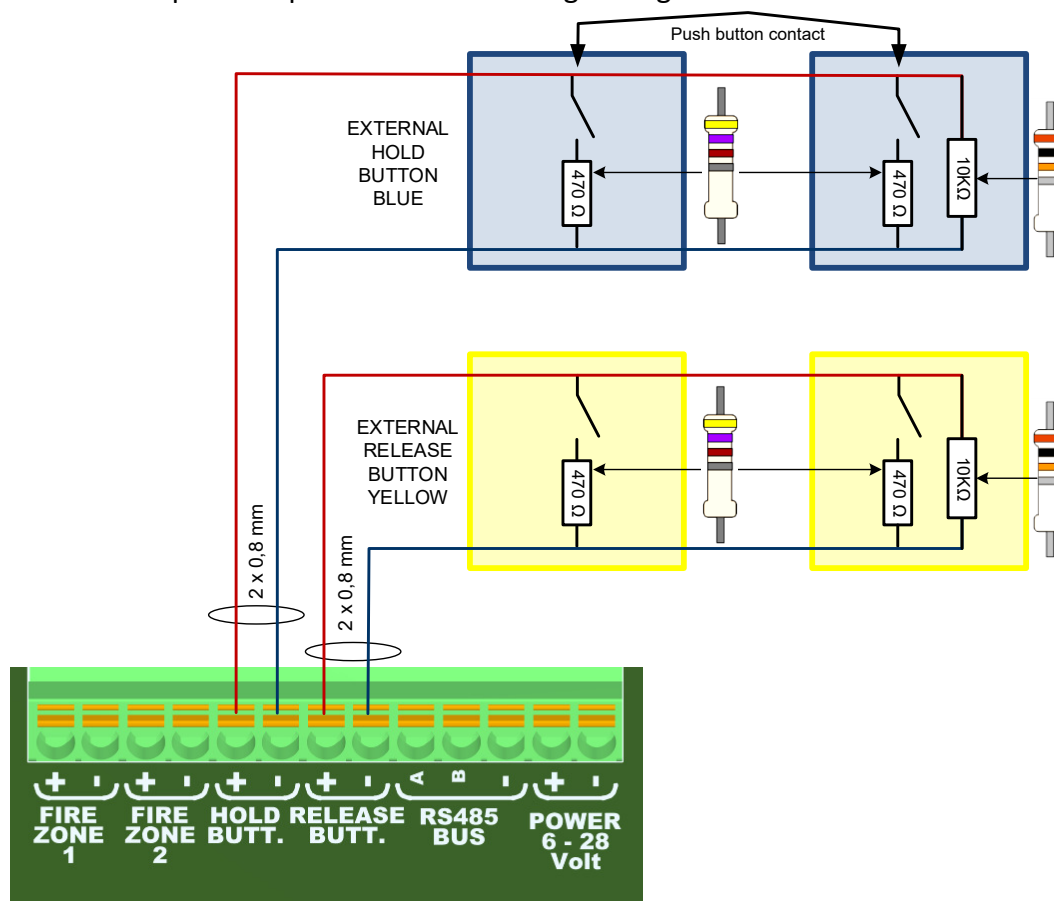 Push button contact
EXTERNAL
HOLD
BUTTON
BLUE
470 Ω
470 Ω
10KΩ
EXTERNAL
RELEASE
BUTTON
YELLOW
470 Ω
470 Ω
10KΩ
2 x 0,8 mm
2 x 0,8 mm
+ - + - + - + - A B - + -
FIRE ZONE 1
FIRE ZONE 2
HOLD BUTT.
RELEASE BUTT.
RS485 BUS
POWER
6 - 28
Volt